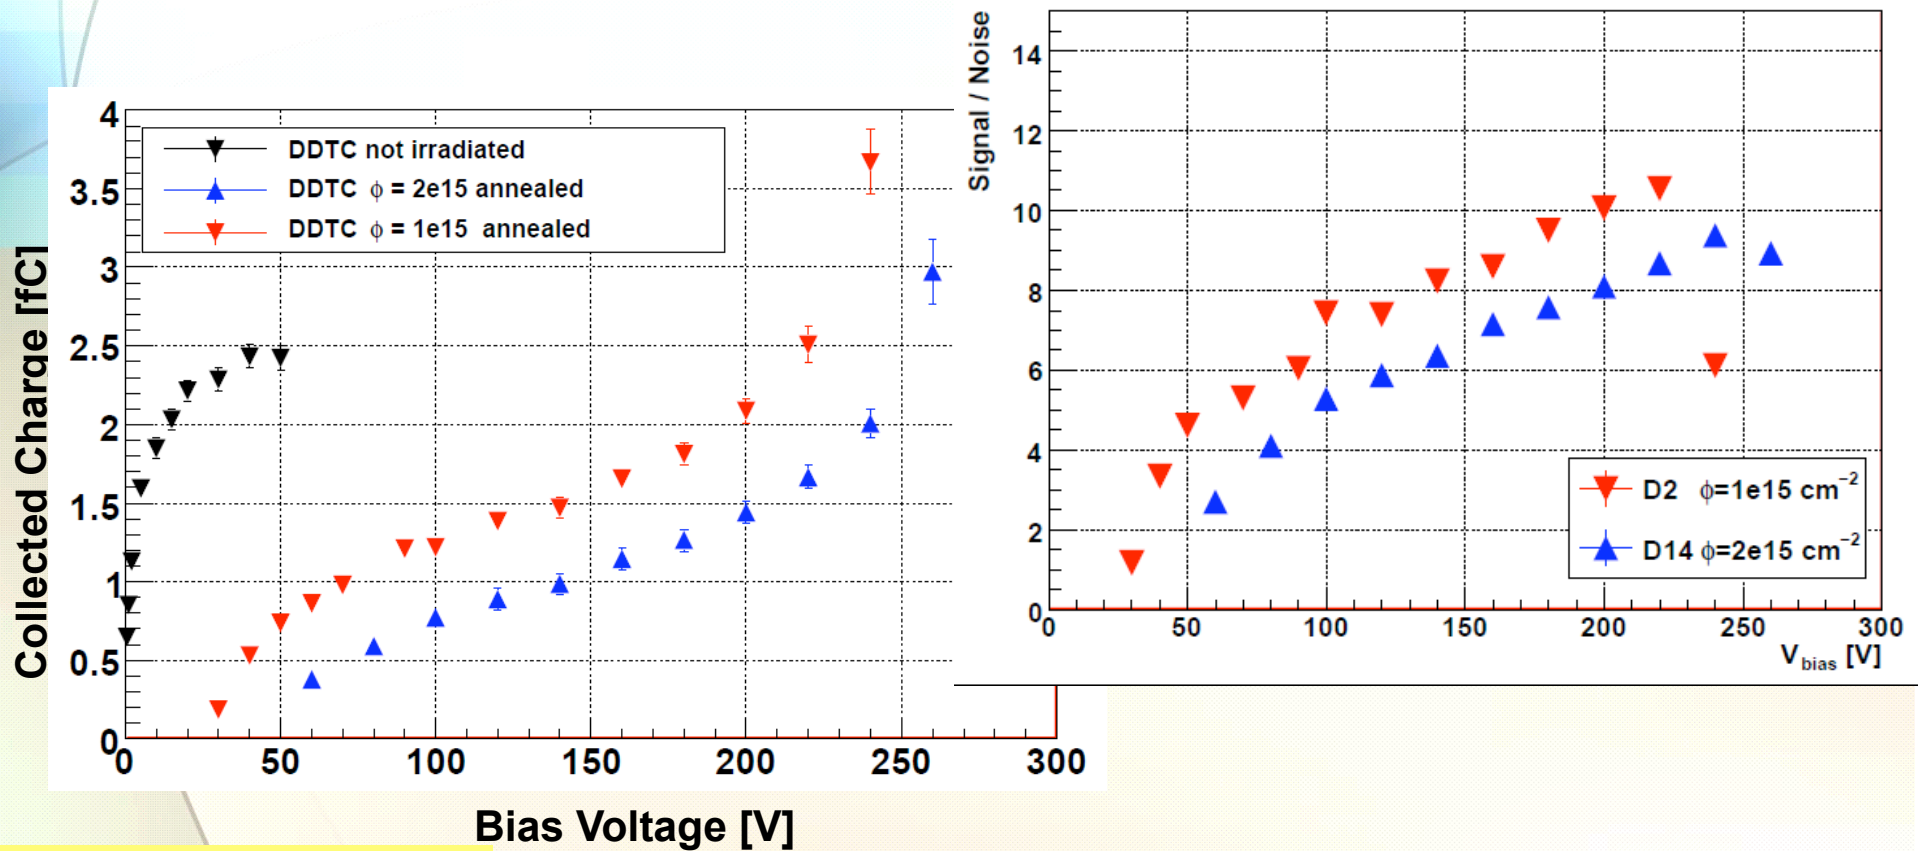 Collected Charge [fC]
4
3.5
3
2.5
2
1.5
1
0.5
0
DDTC not irradiated
DDTC ϕ = 2e15 annealed
DDTC ϕ = 1e15 annealed
0 50 100 150 200 250 300
Bias Voltage [V]
Signal / Noise
14
12
10
8
6
4
2
0
D2 ϕ=1e15 cm⁻²
D14 ϕ=2e15 cm⁻²
0 50 100 150 200 250 300
V_bias [V]